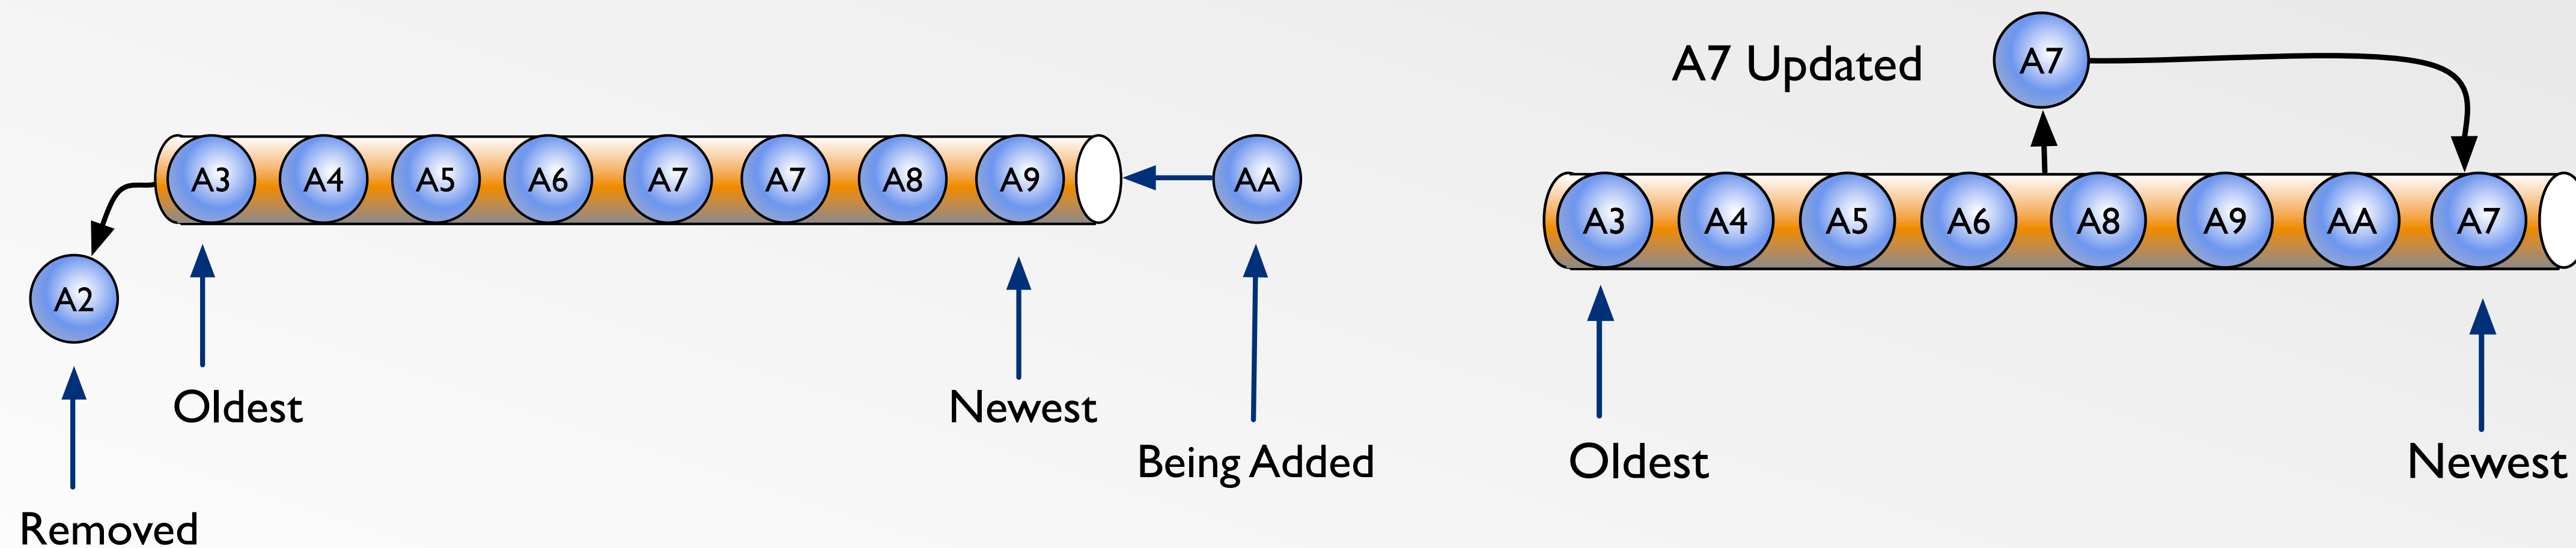 A3 A4 A5 A6 A7 A7 A8 A9 AA
A2
Oldest
Newest
Being Added
Removed
A7 Updated
A7
A3 A4 A5 A6 A8 A9 AA A7
Oldest
Newest